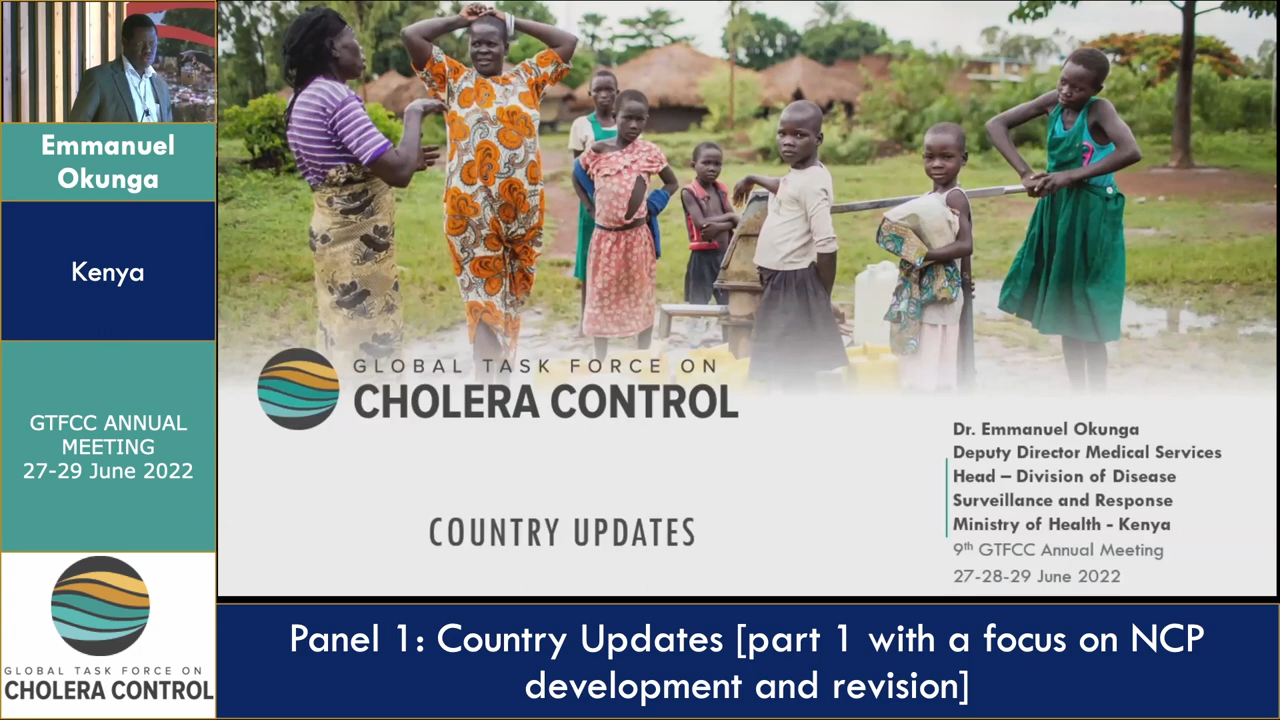 Emmanuel
Okunga
Kenya
GTFCC ANNUAL
MEETING
27-29 June 2022
GLOBAL TASK FORCE ON
CHOLERA CONTROL
GLOBAL TASK FORCE ON
CHOLERA CONTROL
COUNTRY UPDATES
Dr. Emmanuel Okunga
Deputy Director Medical Services
Head – Division of Disease
Surveillance and Response
Ministry of Health - Kenya
9th GTFCC Annual Meeting
27-28-29 June 2022
Panel 1: Country Updates [part 1 with a focus on NCP
development and revision]